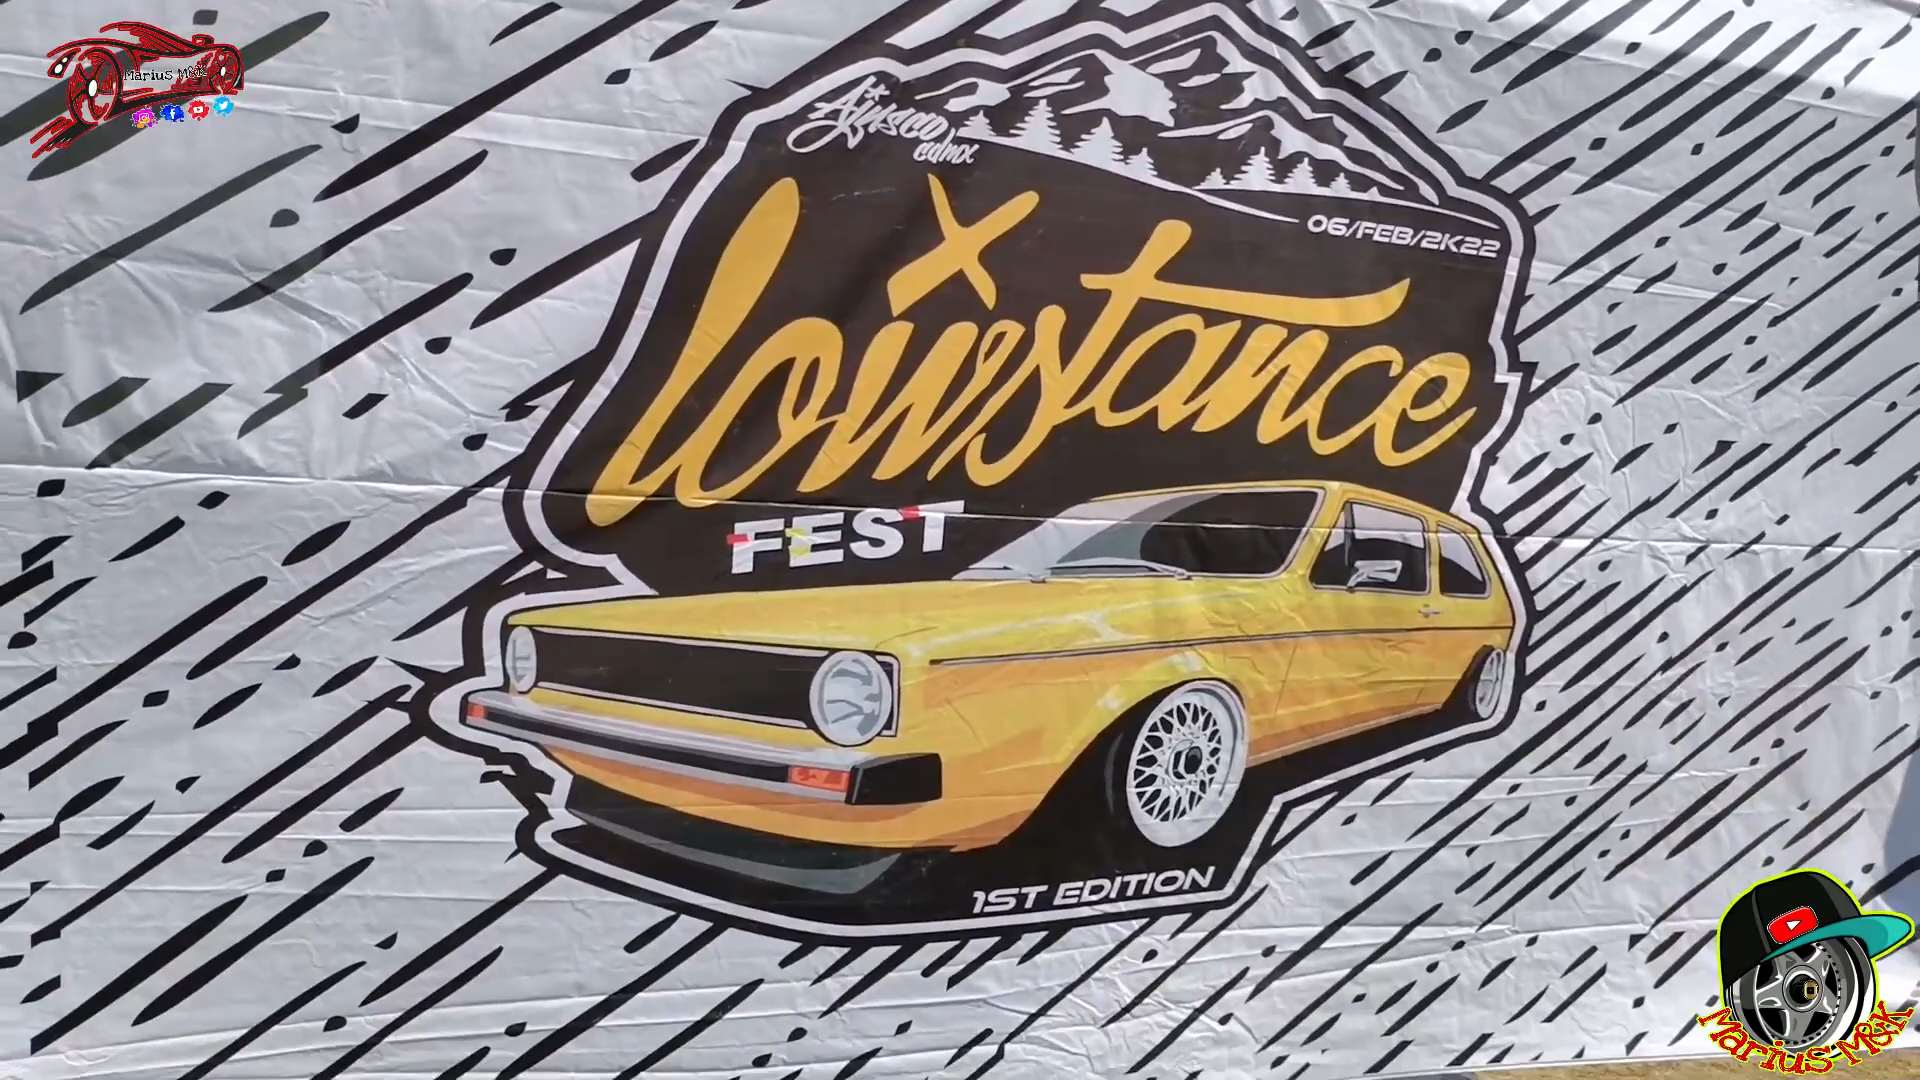 Marius M&K
Ajusco
cdmx
06/FEB/2K22
lowstance
FEST
1ST EDITION
Marius M&K